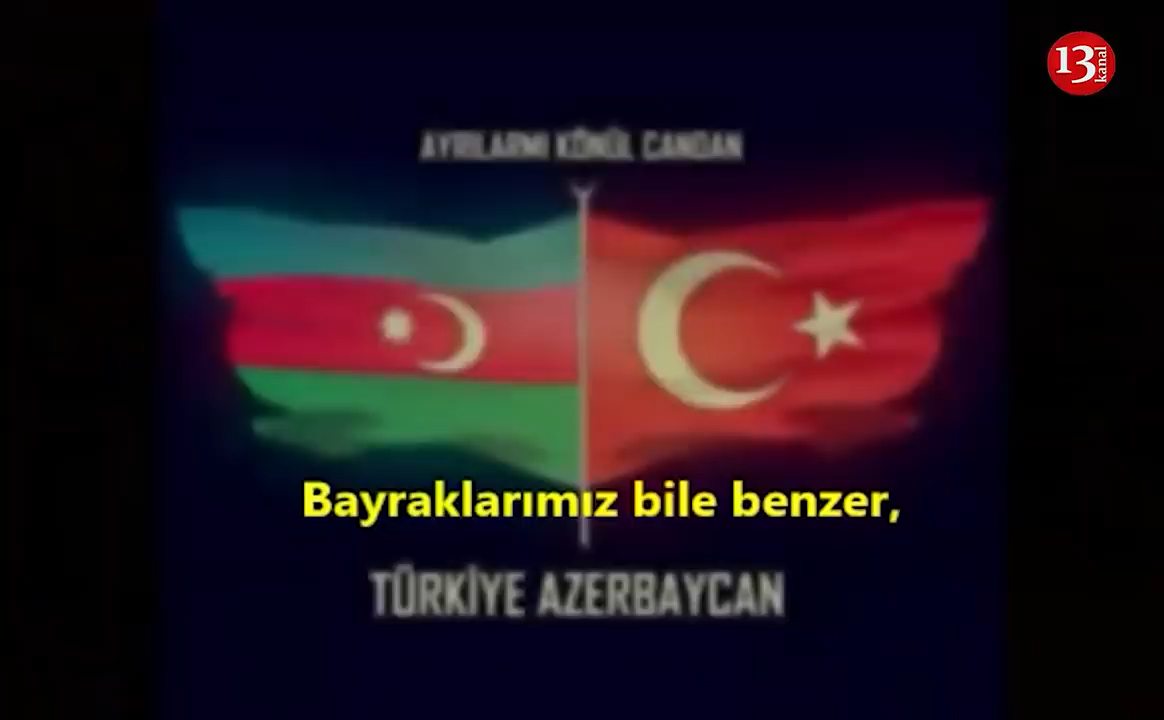 13 kanal
AYRILARMI KÖNÜL CANDAN
Bayraklarımız bile benzer,
TÜRKİYE AZERBAYCAN